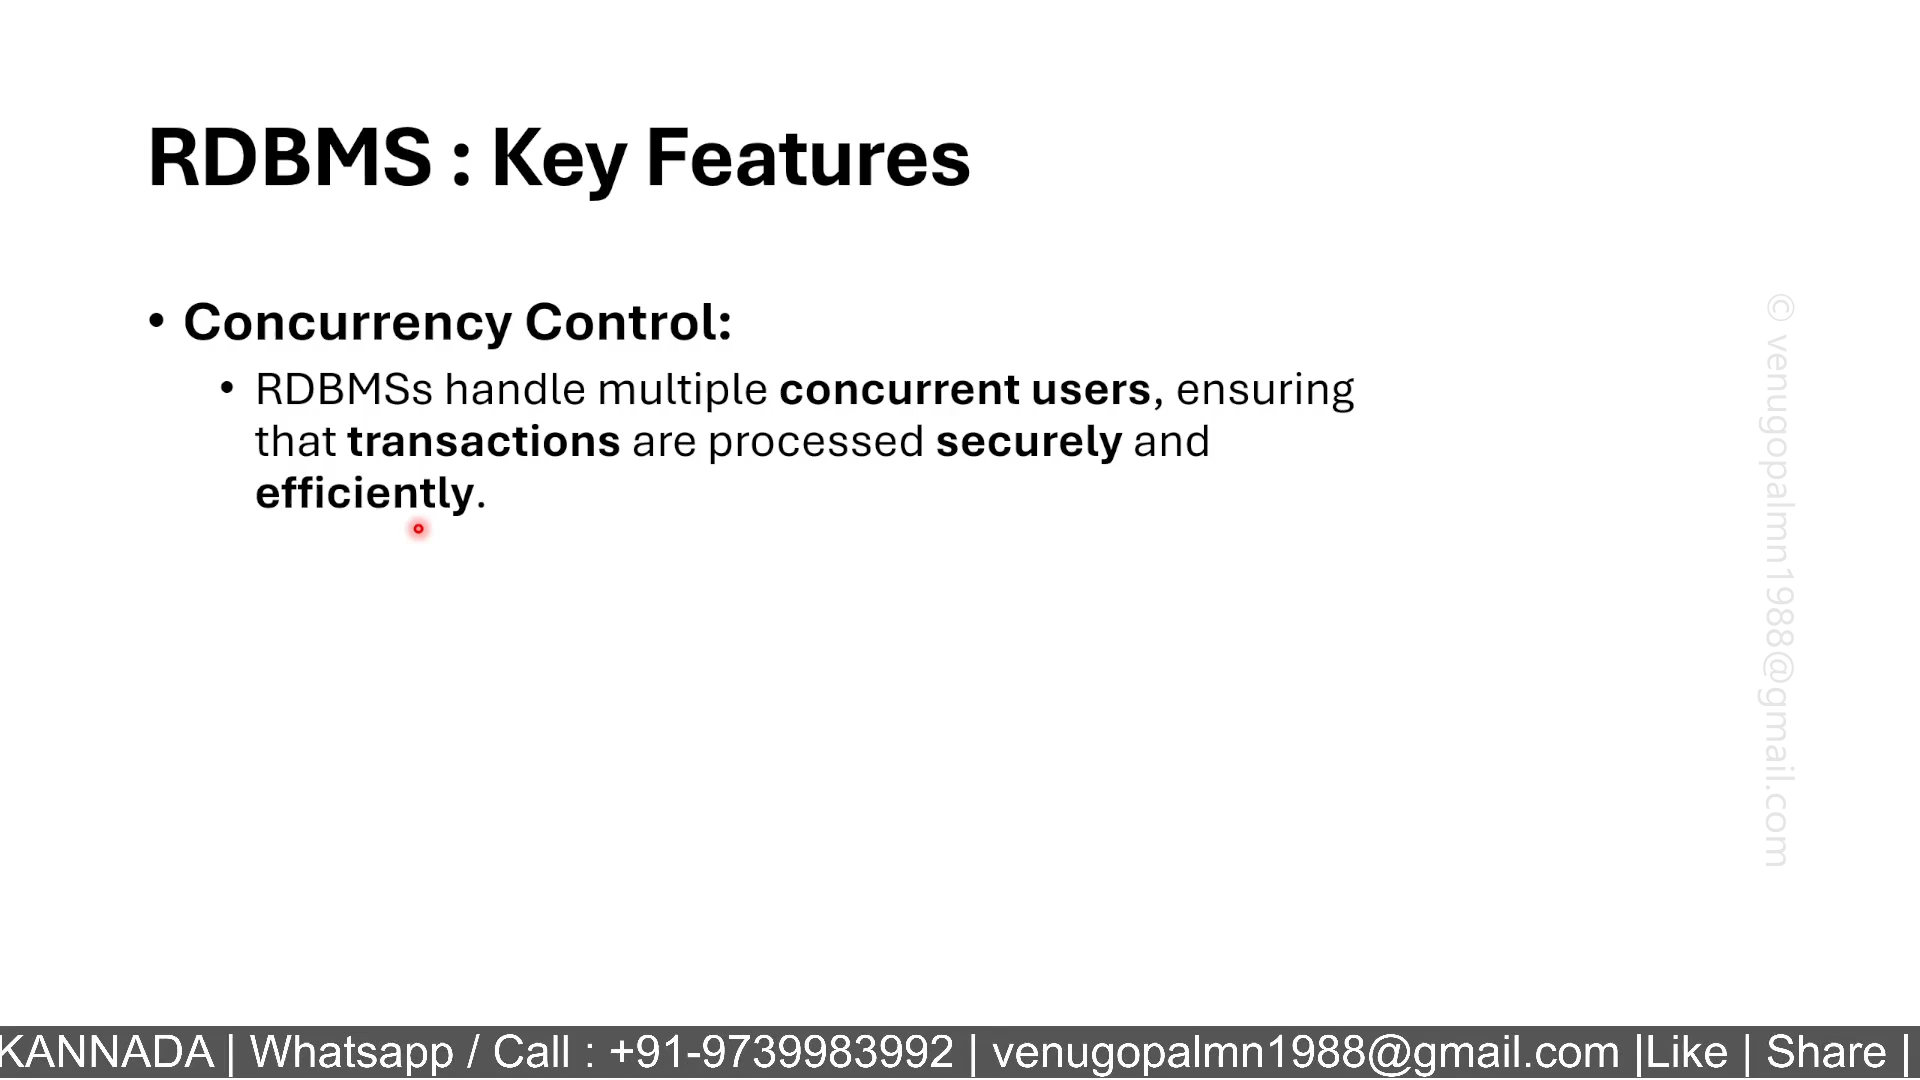 RDBMS : Key Features
• Concurrency Control:
• RDBMSs handle multiple concurrent users, ensuring
that transactions are processed securely and
efficiently.
© venugopalmn1988@gmail.com
KANNADA | Whatsapp / Call : +91-9739983992 | venugopalmn1988@gmail.com |Like | Share |